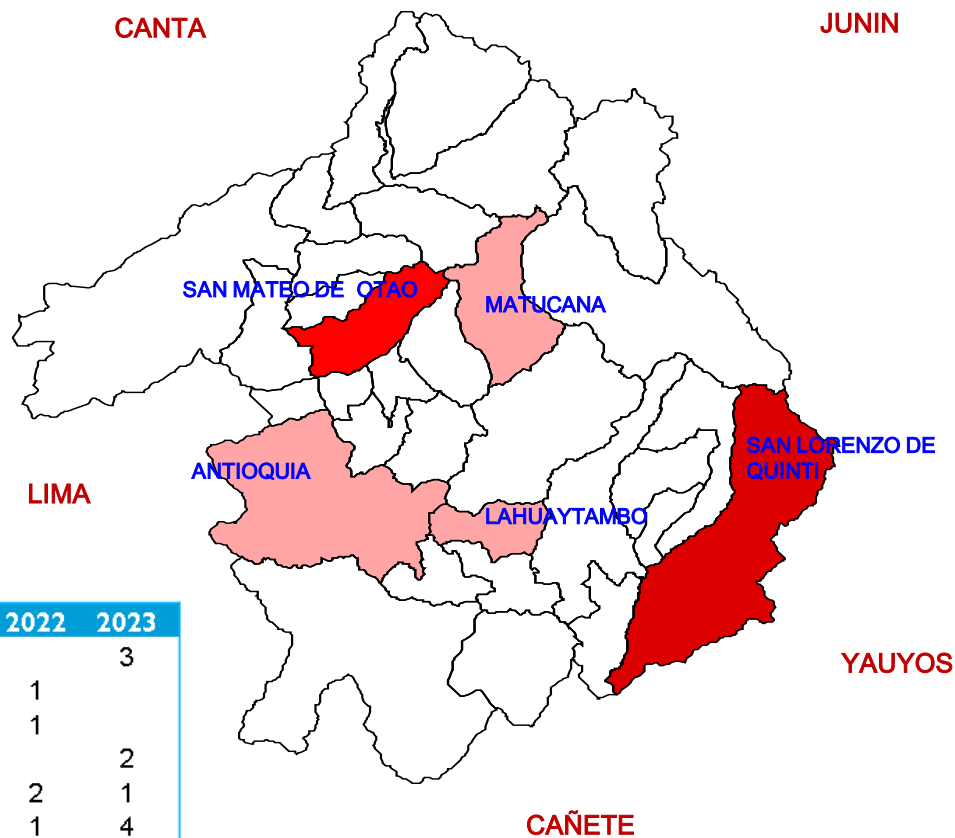 CANTA
JUNIN
SAN MATEO DE OTAO
MATUCANA
SAN LORENZO DE
QUINTI
ANTIOQUIA
LIMA
LAHUAYTAMBO
2022 2023
3
1
1
2
2 1
1 4
YAUYOS
CAÑETE